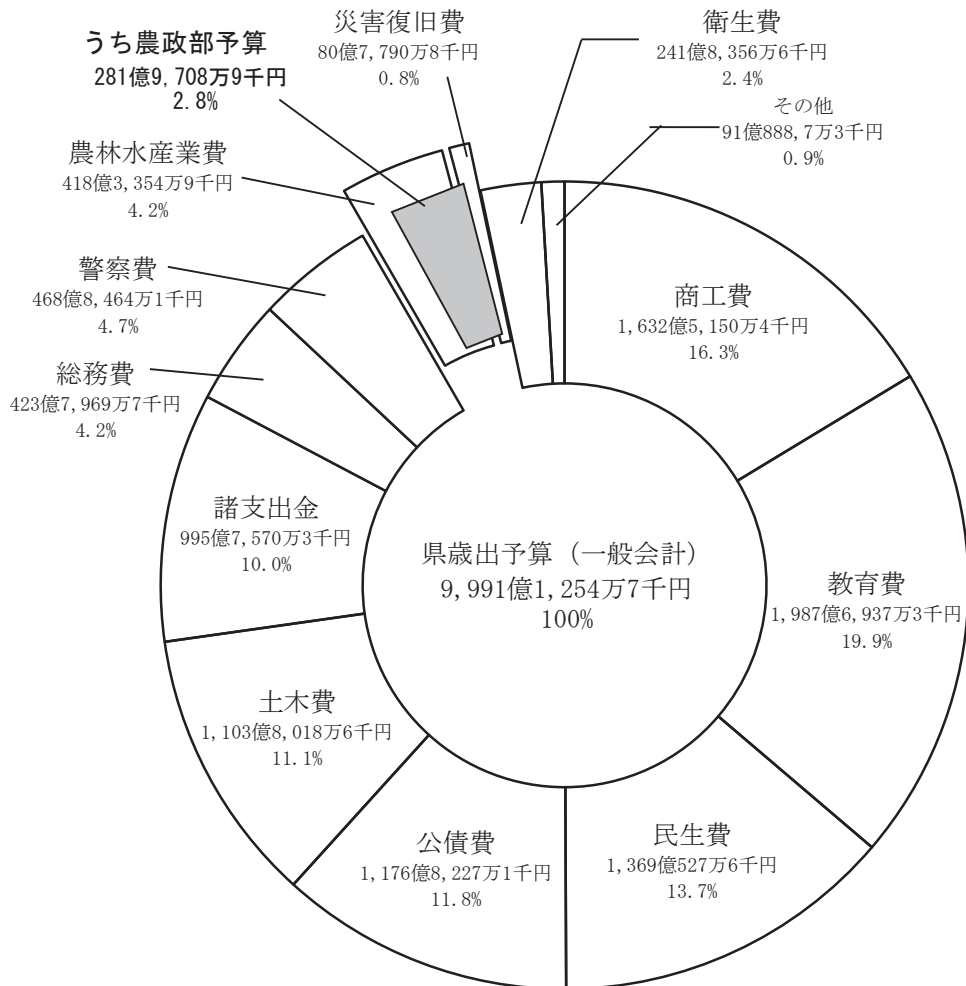 災害復旧費
80億7,790万8千円
0.8%
衛生費
241億8,356万6千円
2.4%
うち農政部予算
281億9,708万9千円
2.8%
その他
91億888,7万3千円
0.9%
農林水産業費
418億3,354万9千円
4.2%
警察費
468億8,464万1千円
4.7%
商工費
1,632億5,150万4千円
16.3%
総務費
423億7,969万7千円
4.2%
諸支出金
995億7,570万3千円
10.0%
県歳出予算（一般会計）
9,991億1,254万7千円
100%
教育費
1,987億6,937万3千円
19.9%
土木費
1,103億8,018万6千円
11.1%
公債費
1,176億8,227万1千円
11.8%
民生費
1,369億527万6千円
13.7%